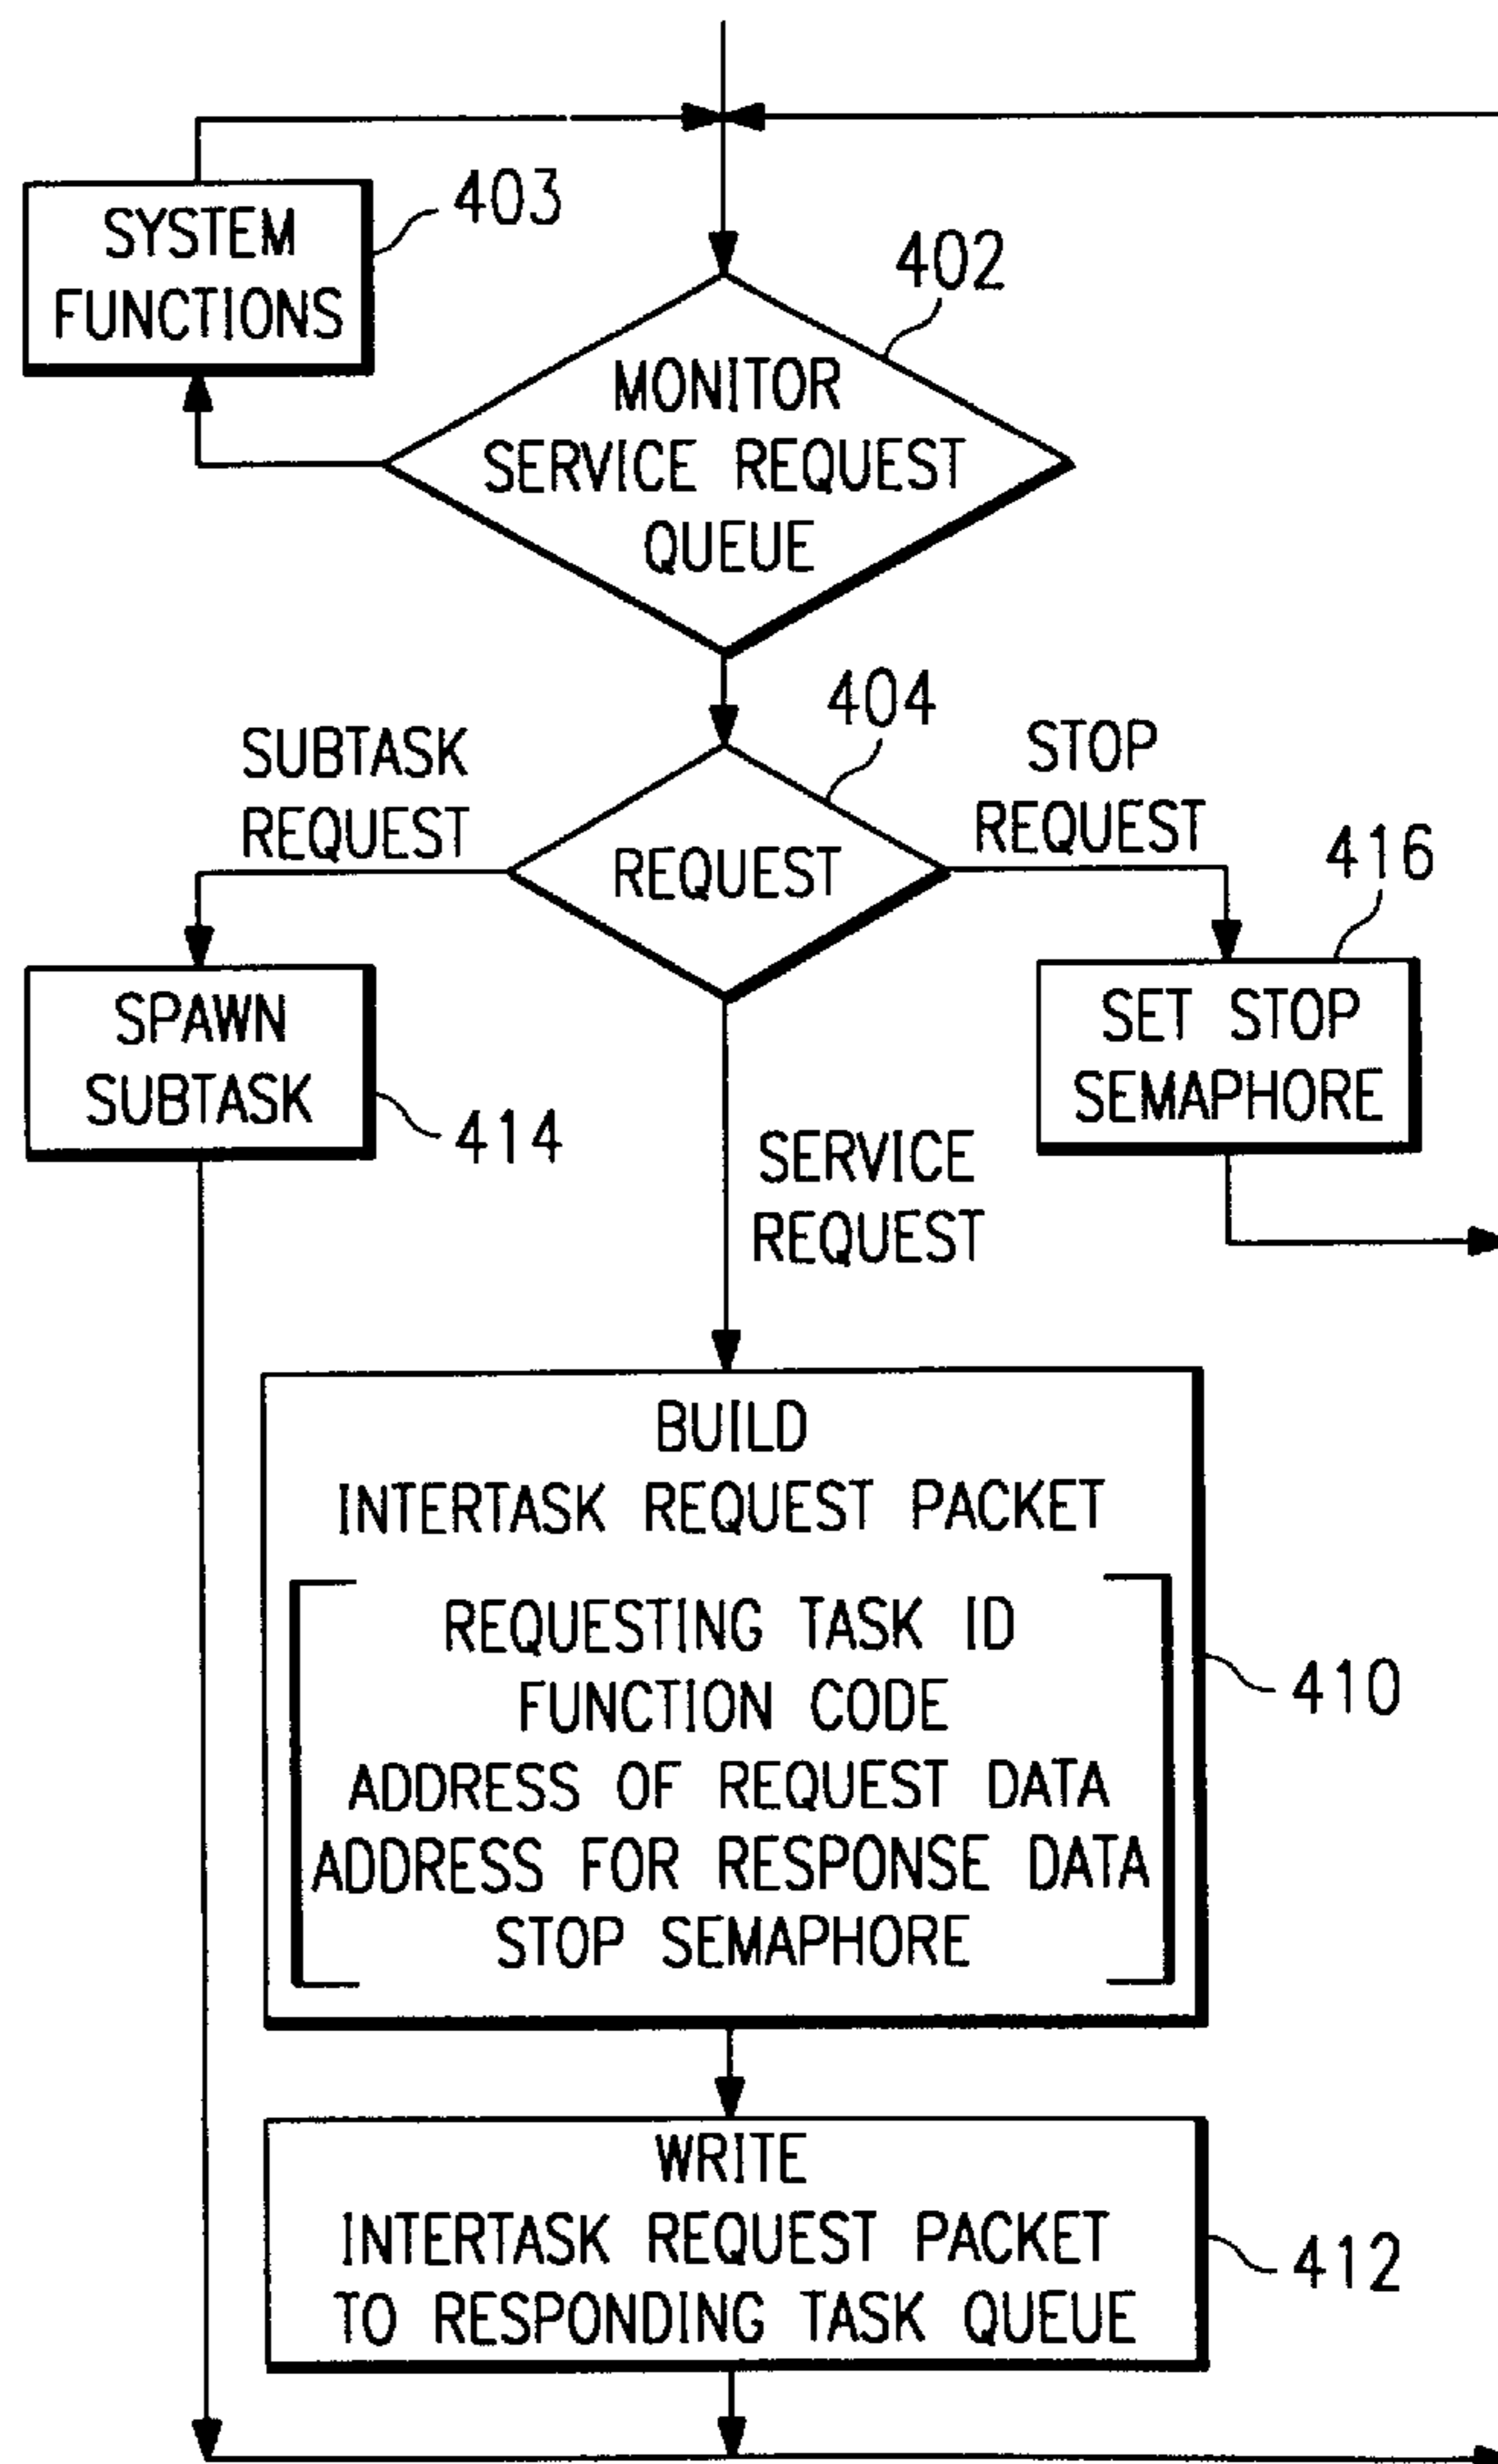 SYSTEM
FUNCTIONS
403
402
MONITOR
SERVICE REQUEST
QUEUE
404
SUBTASK
REQUEST
STOP
REQUEST
REQUEST
416
SPAWN
SUBTASK
414
SET STOP
SEMAPHORE
SERVICE
REQUEST
BUILD
INTERTASK REQUEST PACKET
REQUESTING TASK ID
FUNCTION CODE
ADDRESS OF REQUEST DATA
ADDRESS FOR RESPONSE DATA
STOP SEMAPHORE
410
WRITE
INTERTASK REQUEST PACKET
TO RESPONDING TASK QUEUE
412